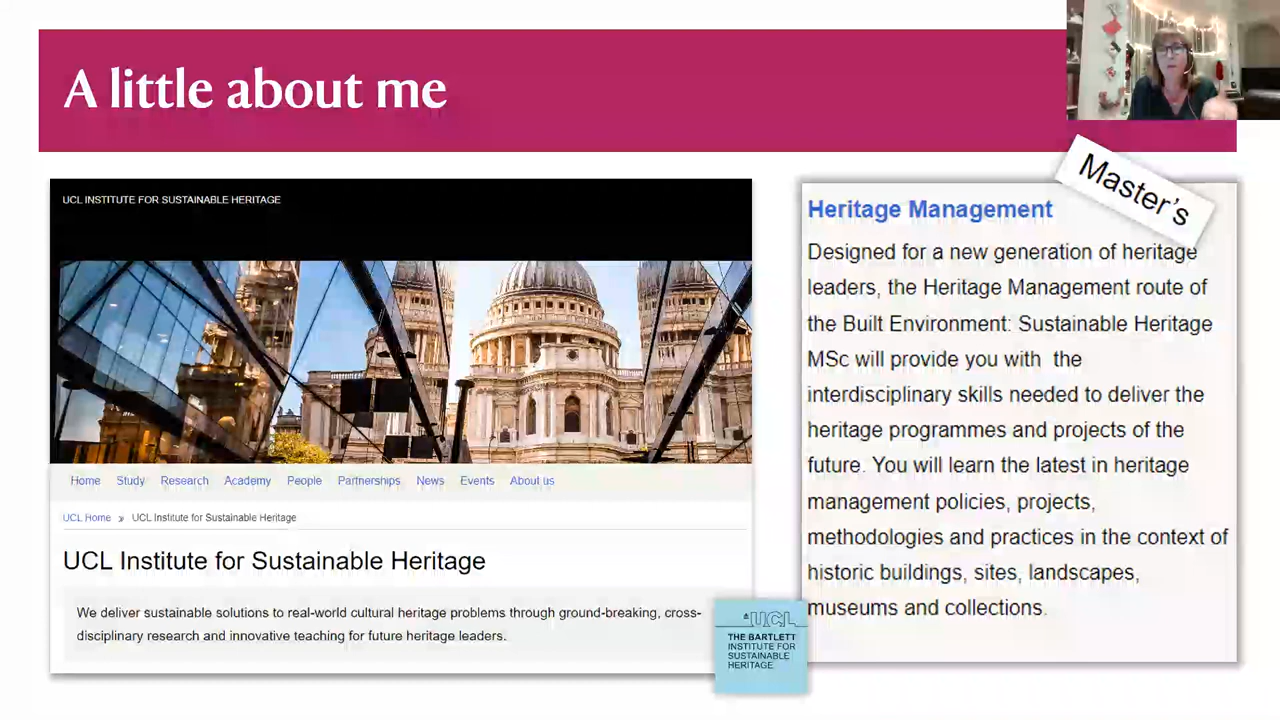 A little about me
UCL INSTITUTE FOR SUSTAINABLE HERITAGE
Home Study Research Academy People Partnerships News Events About us
UCL Home » UCL Institute for Sustainable Heritage
UCL Institute for Sustainable Heritage
We deliver sustainable solutions to real-world cultural heritage problems through ground-breaking, cross-
disciplinary research and innovative teaching for future heritage leaders.
UCL
THE BARTLETT
INSTITUTE FOR
SUSTAINABLE
HERITAGE
Master's
Heritage Management
Designed for a new generation of heritage
leaders, the Heritage Management route of
the Built Environment: Sustainable Heritage
MSc will provide you with the
interdisciplinary skills needed to deliver the
heritage programmes and projects of the
future. You will learn the latest in heritage
management policies, projects,
methodologies and practices in the context of
historic buildings, sites, landscapes,
museums and collections.